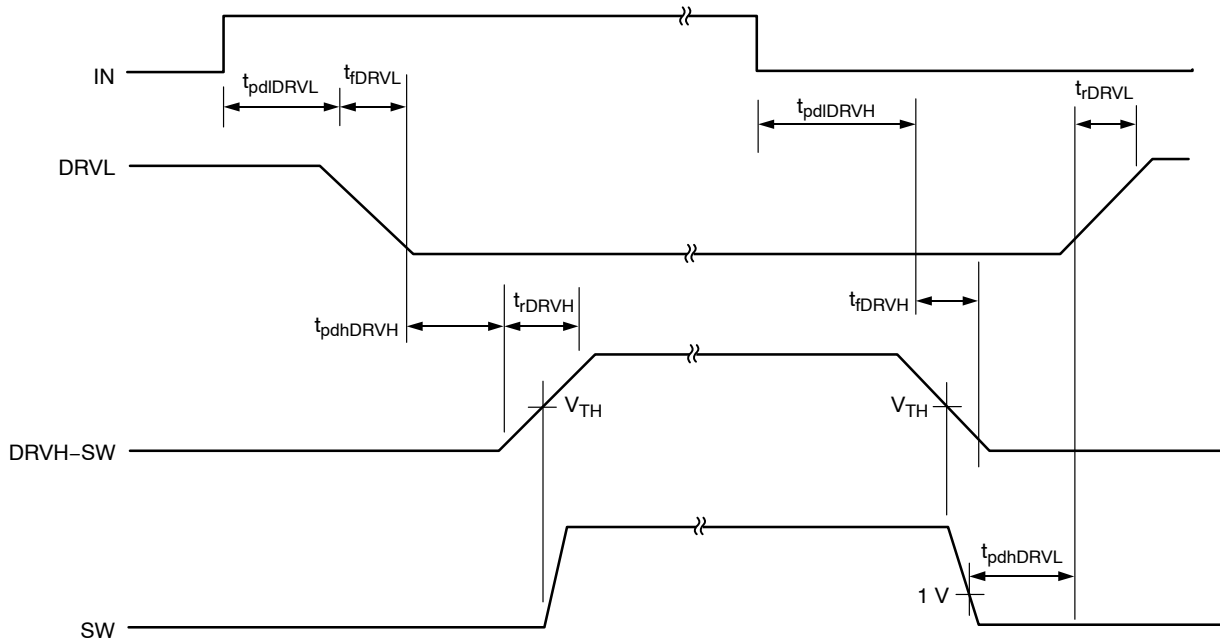 IN
tpdlDRVL
tfDRVL
tpdlDRVH
trDRVL
DRVL
tpdhDRVH
trDRVH
tfDRVH
VTH
VTH
DRVH–SW
tpdhDRVL
1 V
SW